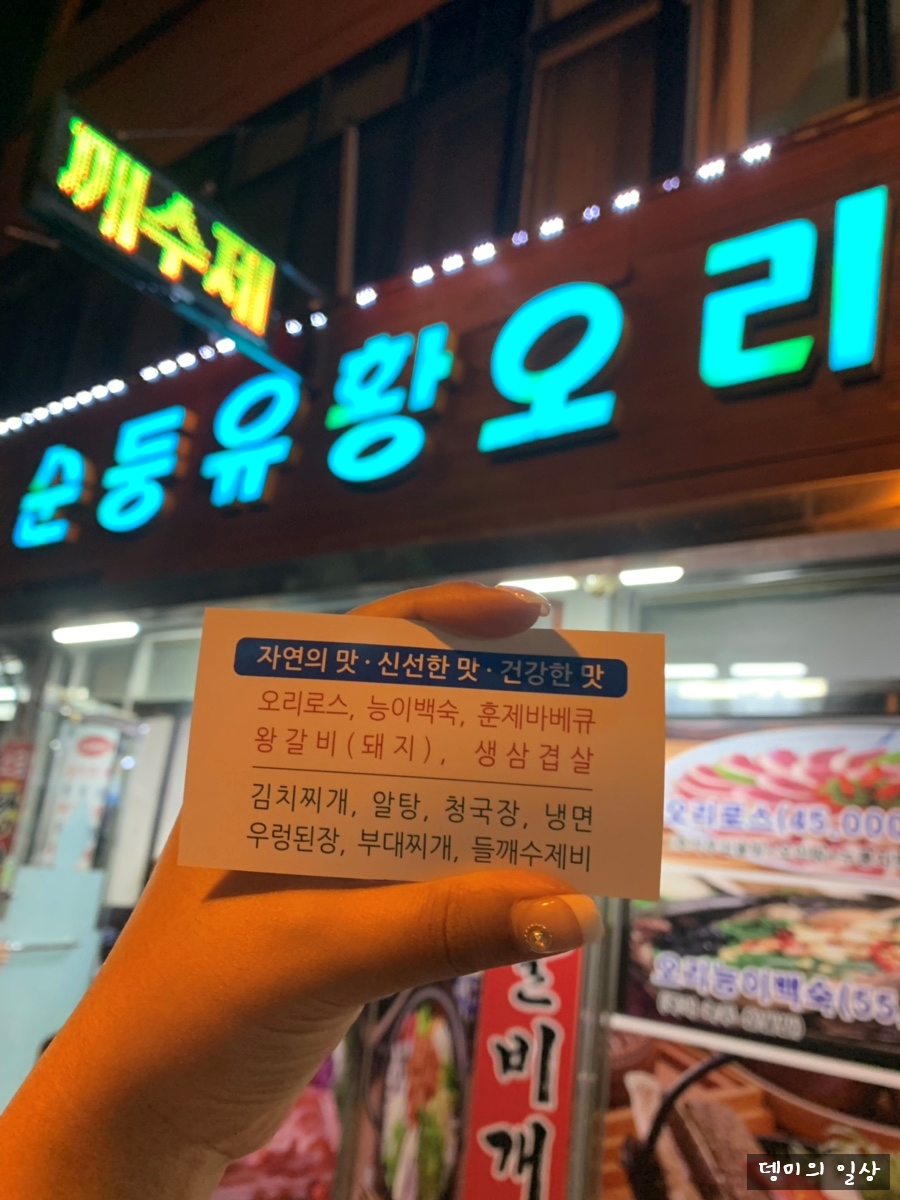 깨수제
순둥유황오리
자연의 맛 · 신선한 맛 · 건강한 맛
오리로스, 능이백숙, 훈제바베큐
왕갈비(돼지), 생삼겹살
김치찌개, 알탕, 청국장, 냉면
우렁된장, 부대찌개, 들깨수제비
오리로스(45,000
오리능이백숙(55,
비개
뎅미의 일상